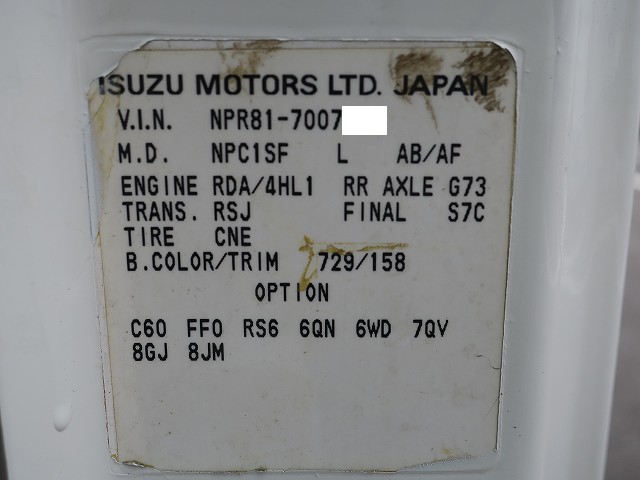 ISUZU MOTORS LTD. JAPAN
V.I.N. NPR81-7007
M.D. NPC1SF L AB/AF
ENGINE RDA/4HL1 RR AXLE G73
TRANS. RSJ FINAL S7C
TIRE CNE
B.COLOR/TRIM 729/158
OPTION
C60 FF0 RS6 6QN 6WD 7QV
8GJ 8JM